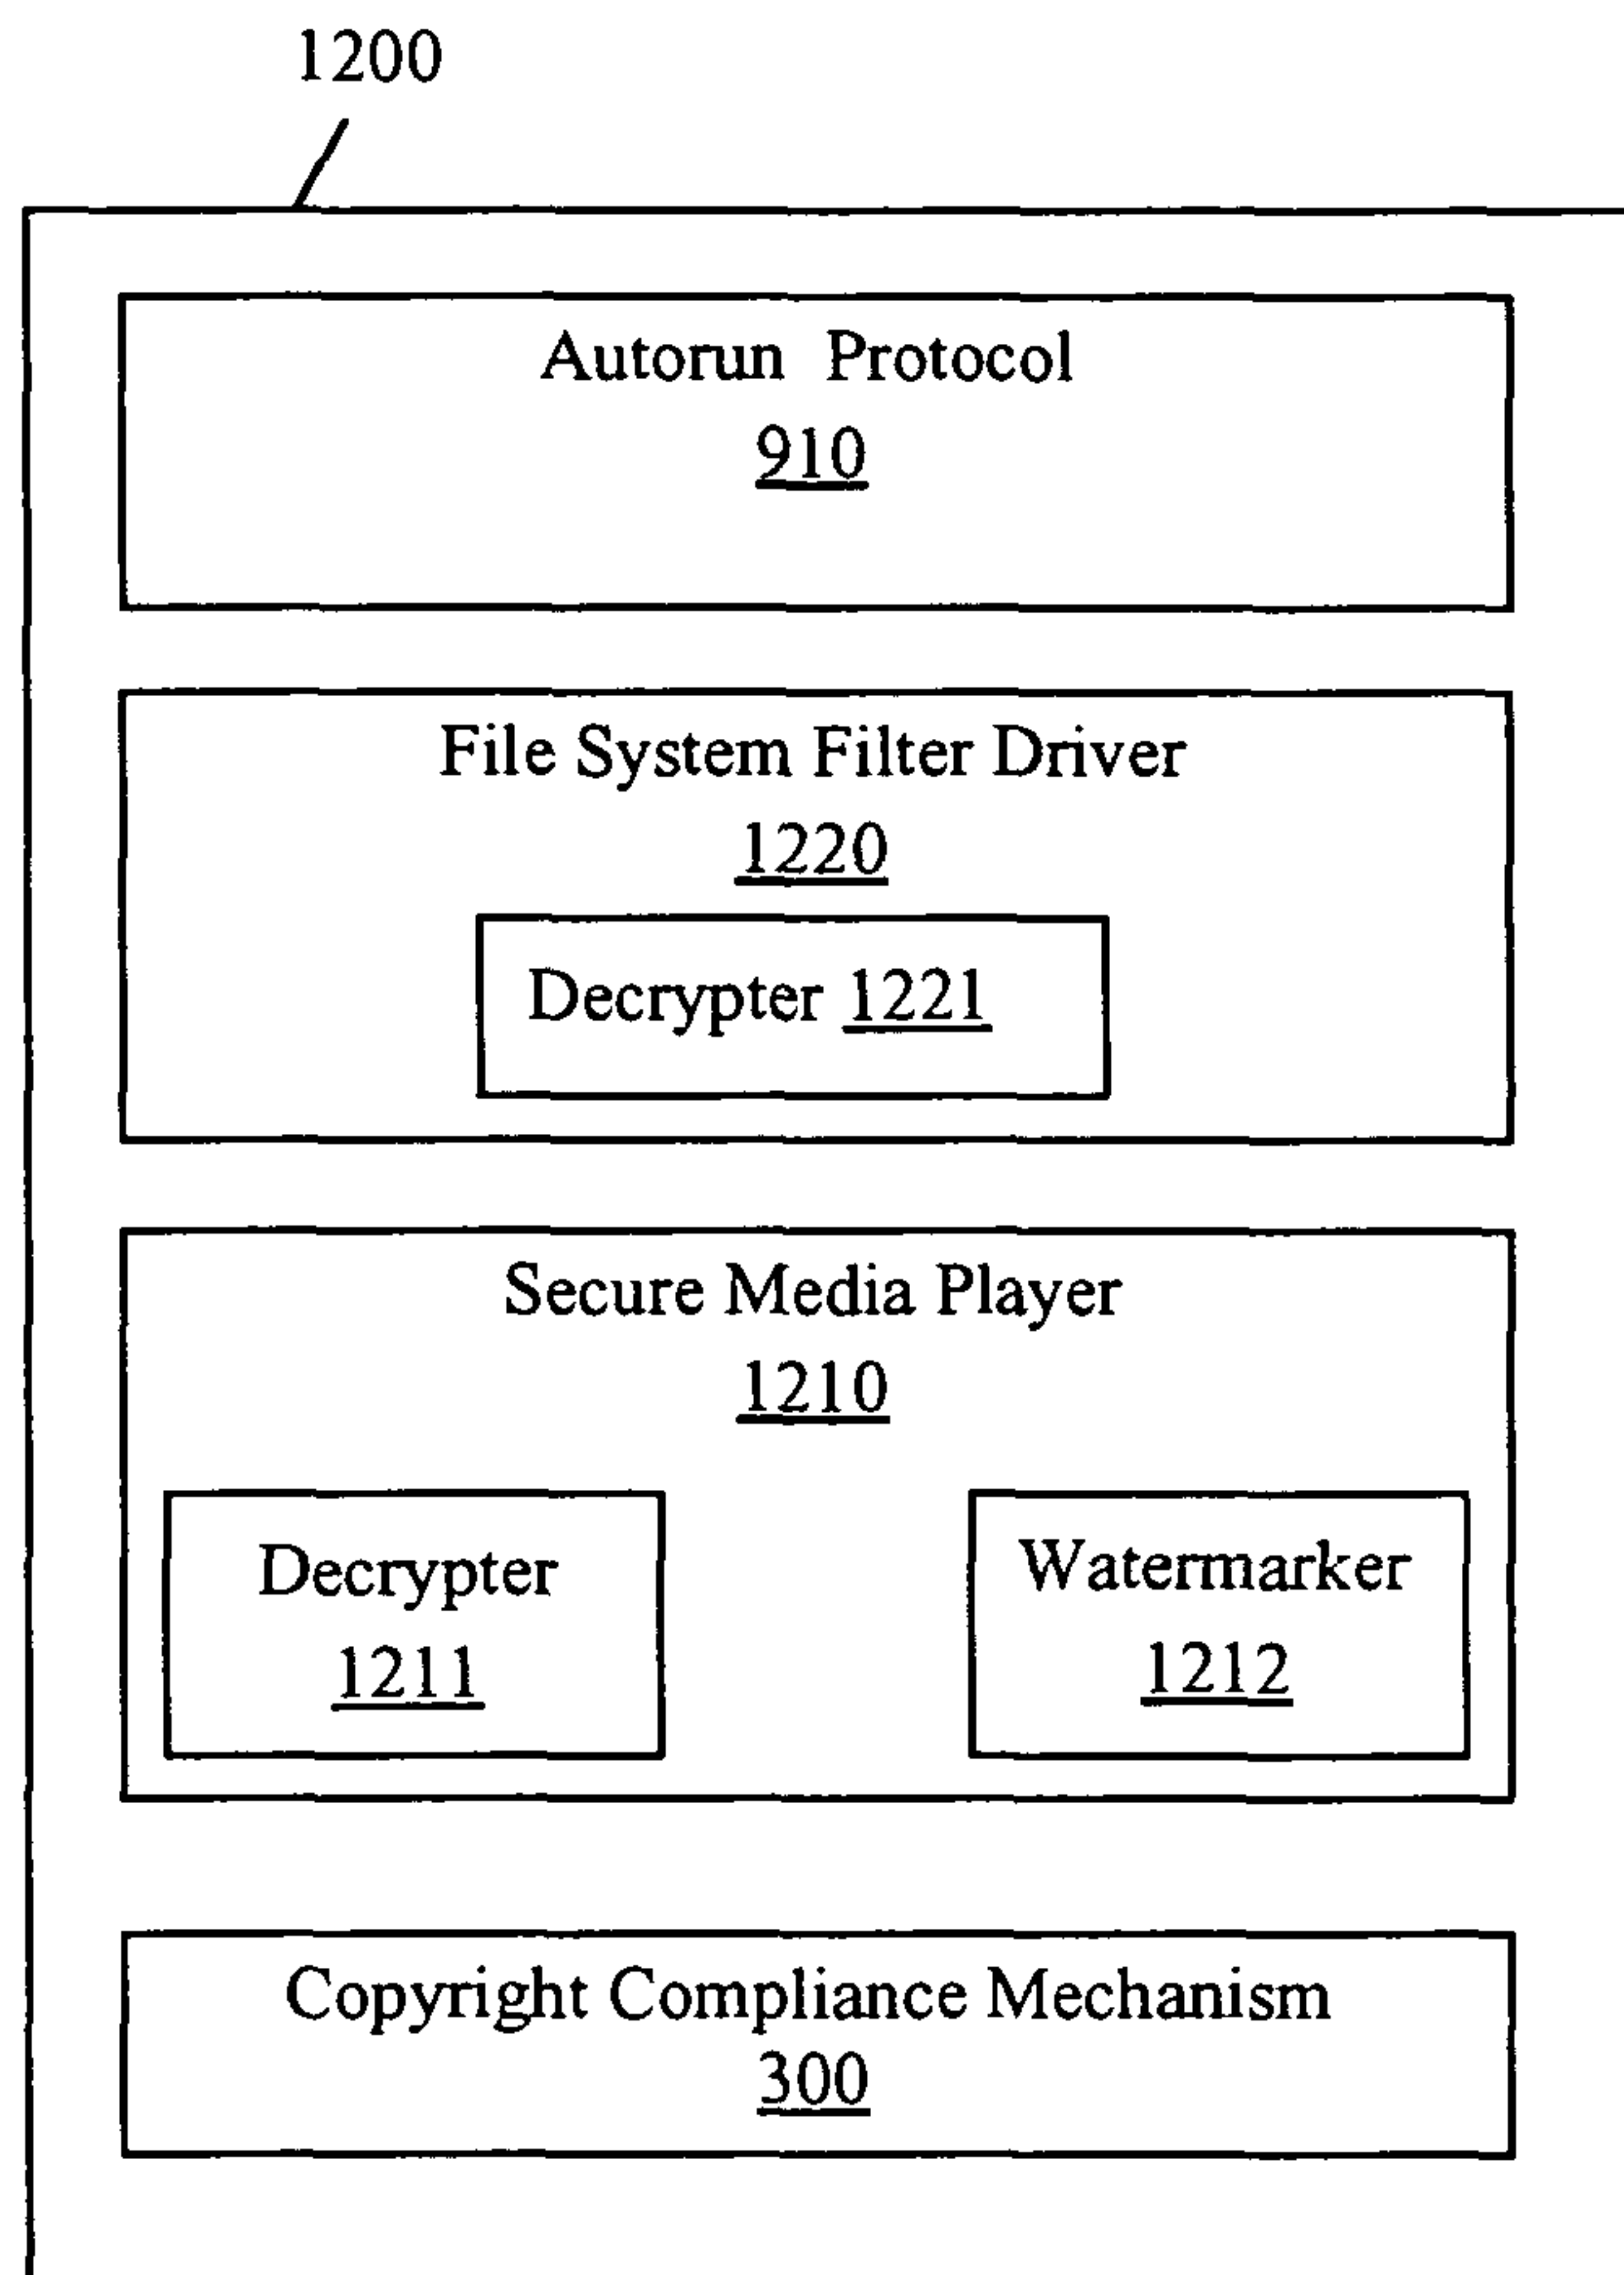 1200
Autorun Protocol
910
File System Filter Driver
1220
Decrypter 1221
Secure Media Player
1210
Decrypter
1211
Watermarker
1212
Copyright Compliance Mechanism
300